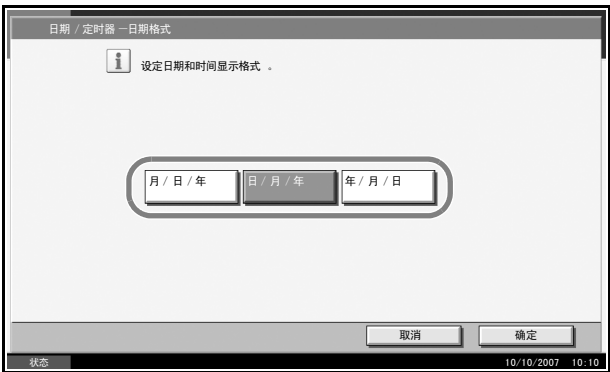 日期 / 定时器 －日期格式
设定日期和时间显示格式 。
月 / 日 / 年 日 / 月 / 年 年 / 月 / 日
取消 确定
状态 10/10/2007 10:10